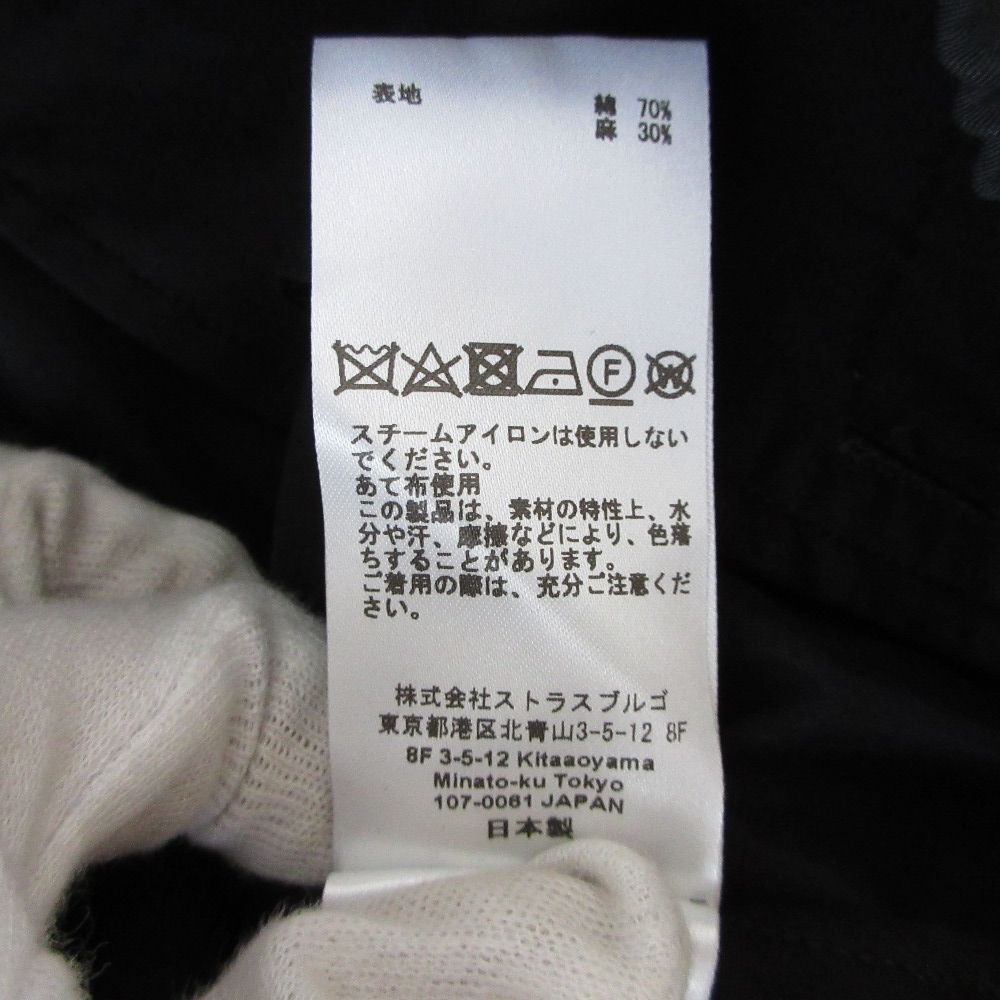 表地
綿 70%
麻 30%
F
W
スチームアイロンは使用しない
でください。
あて布使用
この製品は、素材の特性上、水
分や汗、摩擦などにより、色落
ちすることがあります。
ご着用の際は、充分ご注意くだ
さい。
株式会社ストラスブルゴ
東京都港区北青山3-5-12 8F
8F 3-5-12 Kitaaoyama
Minato-ku Tokyo
107-0061 JAPAN
日本製